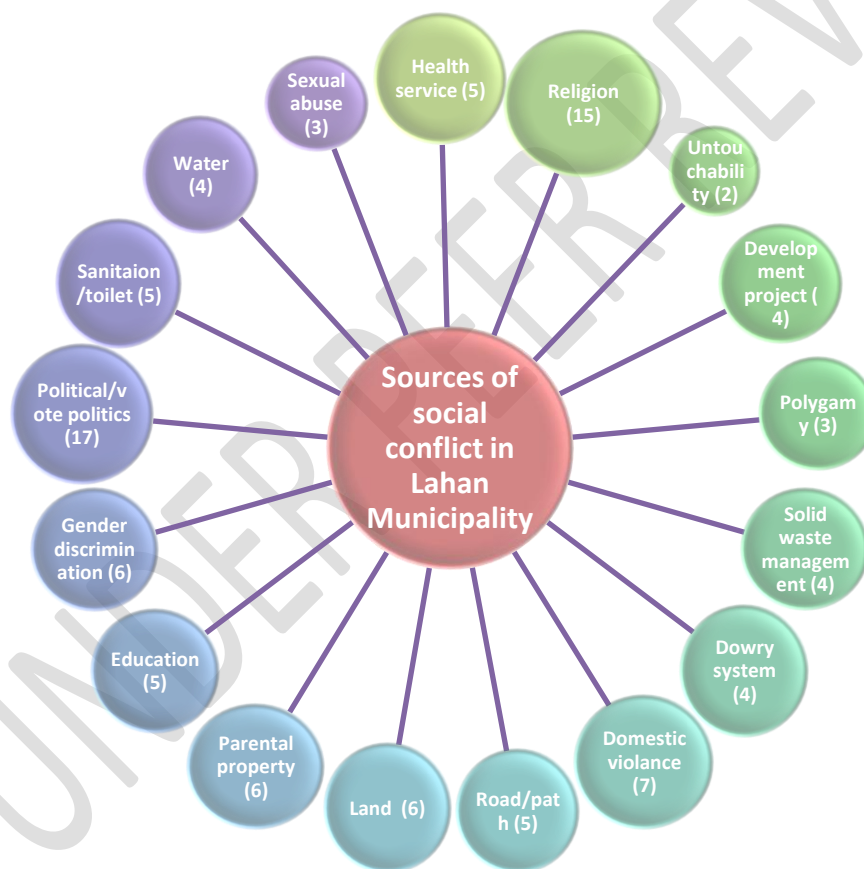 Health
service (5)
Religion
(15)
Untou
chabili
ty (2)
Develop
ment
project (
4)
Polygam
y (3)
Solid
waste
managem
ent (4)
Dowry
system
(4)
Domestic
violance
(7)
Road/pat
h (5)
Land (6)
Parental
property
(6)
Education
(5)
Gender
discrimin
ation (6)
Political/v
ote politics
(17)
Sanitaion
/toilet (5)
Water
(4)
Sexual
abuse
(3)
Sources of
social
conflict in
Lahan
Municipality
UNDER PEER REV